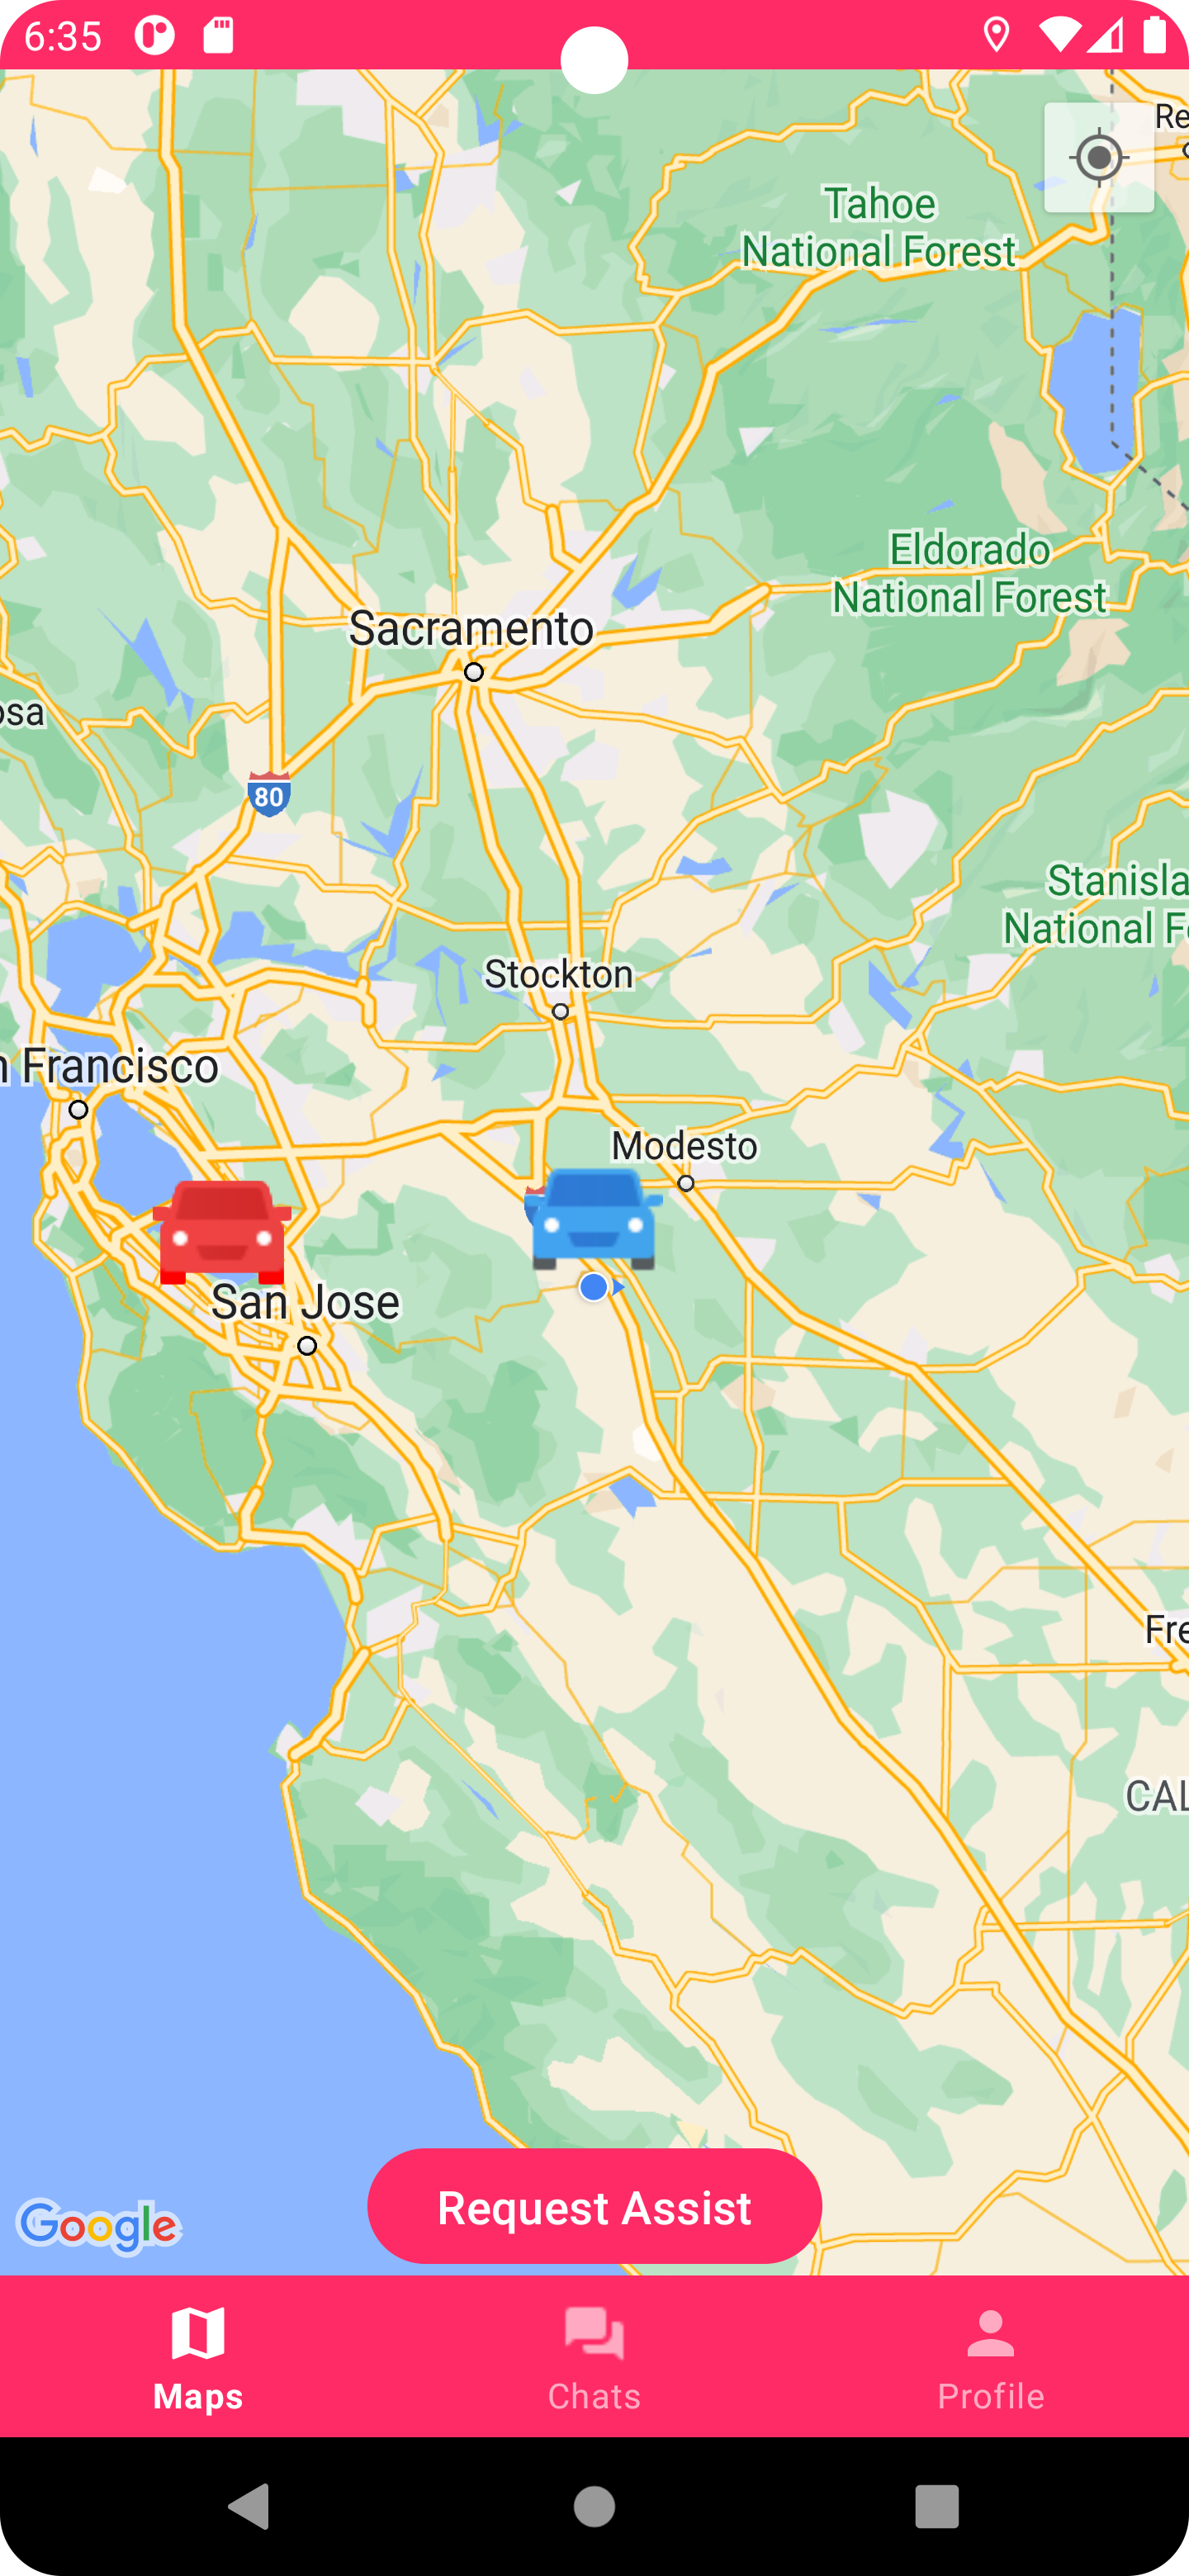 6:35
Re
Tahoe
National Forest
Eldorado
National Forest
Sacramento
osa
80
Stanisla
National Fo
Stockton
n Francisco
Modesto
San Jose
Fre
CAL
Request Assist
Google
Maps
Chats
Profile